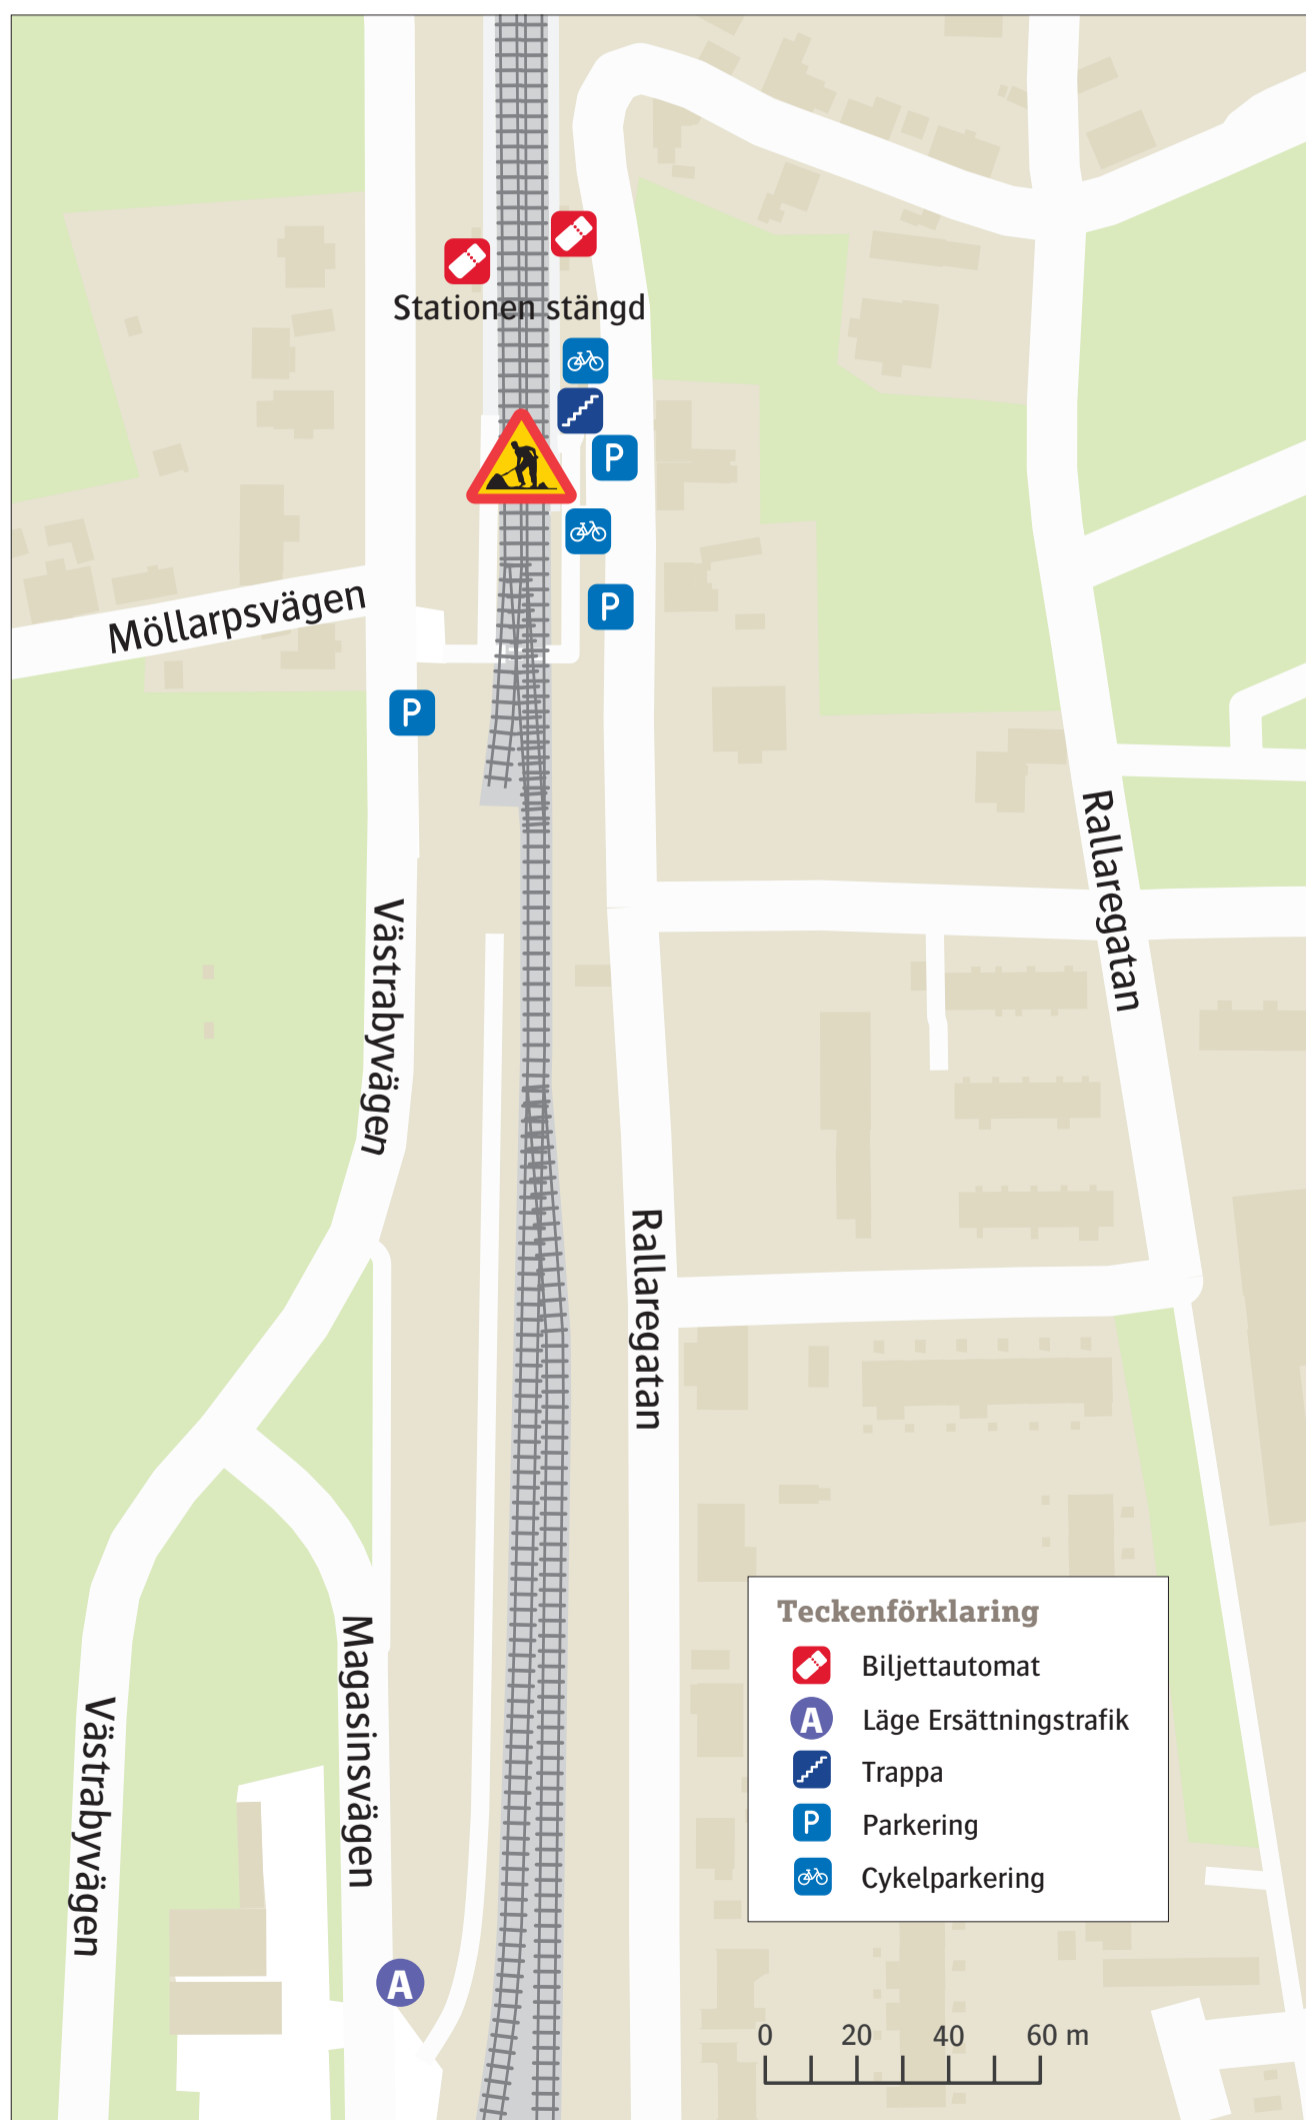 Stationen stängd
P
P
Möllarpsvägen
P
Rallaregatan
Västrabyvägen
Rallaregatan
Magasinsvägen
Västrabyvägen
A
Teckenförklaring
Biljettautomat
A Läge Ersättningstrafik
Trappa
P Parkering
Cykelparkering
0 20 40 60 m